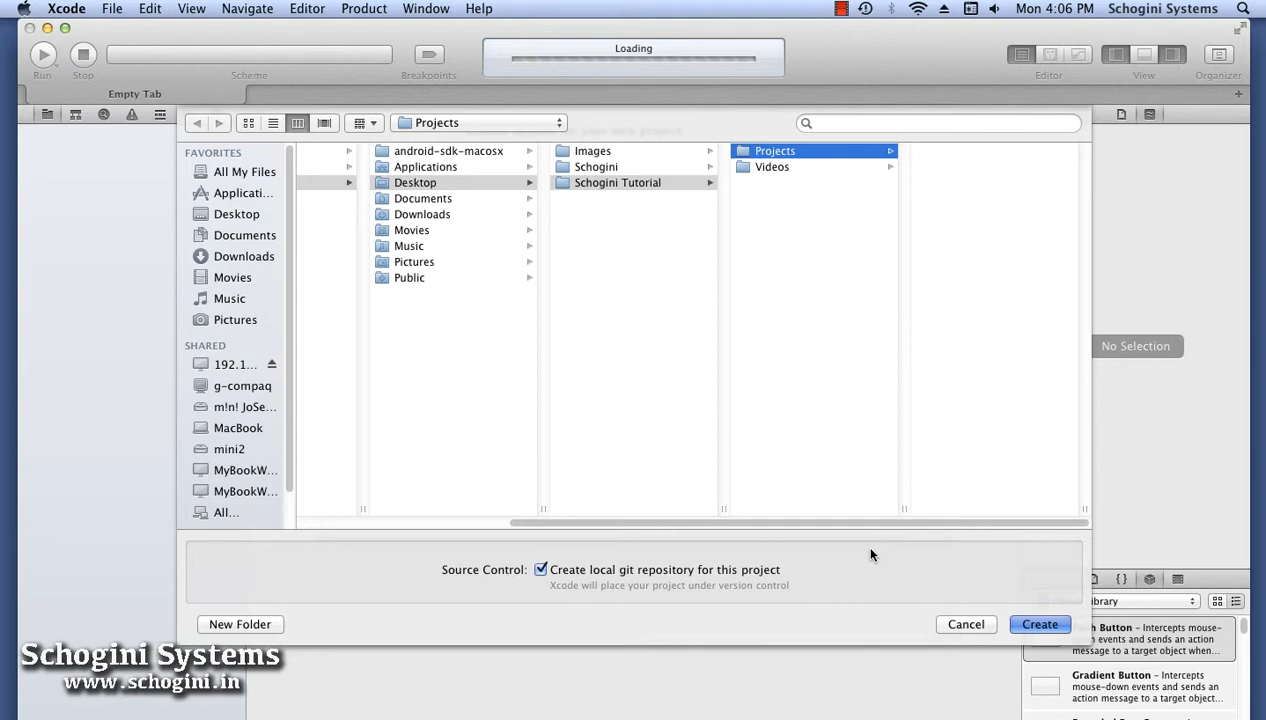 Xcode File Edit View Navigate Editor Product Window Help Mon 4:06 PM Schogini Systems
Loading
Run Stop Scheme Breakpoints Editor View Organizer
Empty Tab
Projects
FAVORITES
All My Files
Applicati...
Desktop
Documents
Downloads
Movies
Music
Pictures
SHARED
192.1...
g-compaq
m!n! JoSe...
MacBook
mini2
MyBookW...
MyBookW...
All...
android-sdk-macosx
Applications
Desktop
Documents
Downloads
Movies
Music
Pictures
Public
Images
Schogini
Schogini Tutorial
Projects
Videos
No Selection
Source Control: Create local git repository for this project
Xcode will place your project under version control
New Folder Cancel Create
Button – Intercepts mouse-
events and sends an action
message to a target object when...
Gradient Button – Intercepts
mouse-down events and sends an
action message to a target object...
Schogini Systems
www.schogini.in